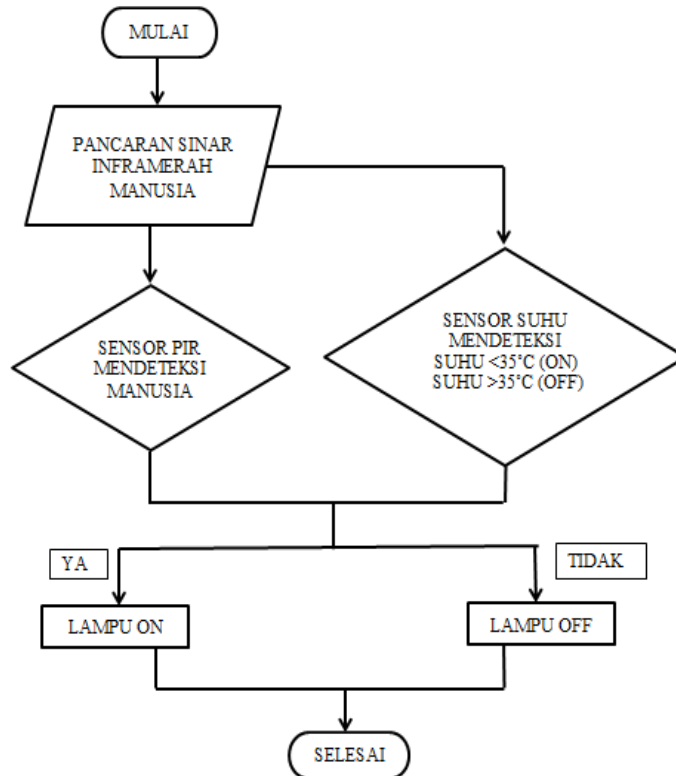 MULAI
PANCARAN SINAR
INFRAMERAH
MANUSIA
SENSOR PIR
MENDETEKSI
MANUSIA
SENSOR SUHU
MENDETEKSI
SUHU <35°C (ON)
SUHU >35°C (OFF)
YA
TIDAK
LAMPU ON
LAMPU OFF
SELESAI